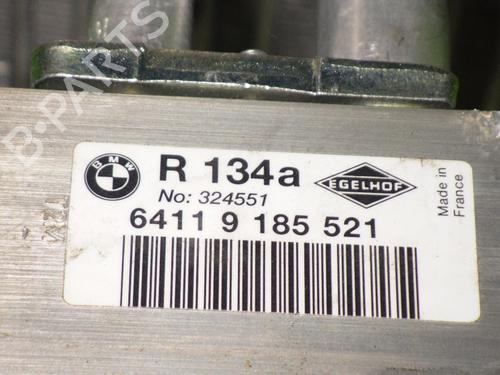 B-PARTS
BMW
R 134a
EGELHOF
Made in
France
No: 324551
6411 9 185 521